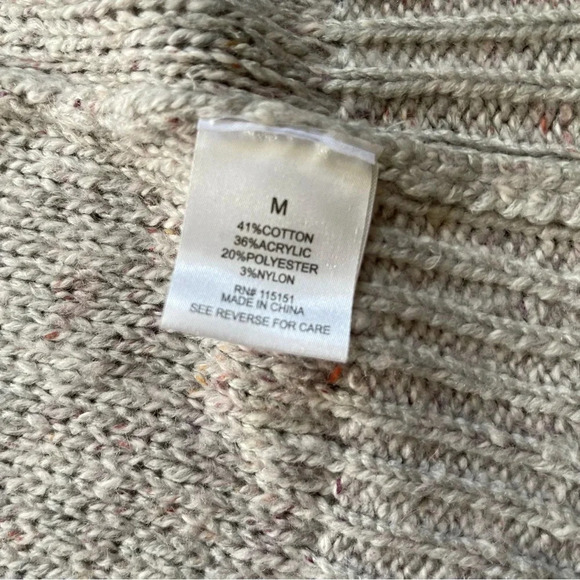 M
41%COTTON
36%ACRYLIC
20%POLYESTER
3%NYLON
RN# 115151
MADE IN CHINA
SEE REVERSE FOR CARE